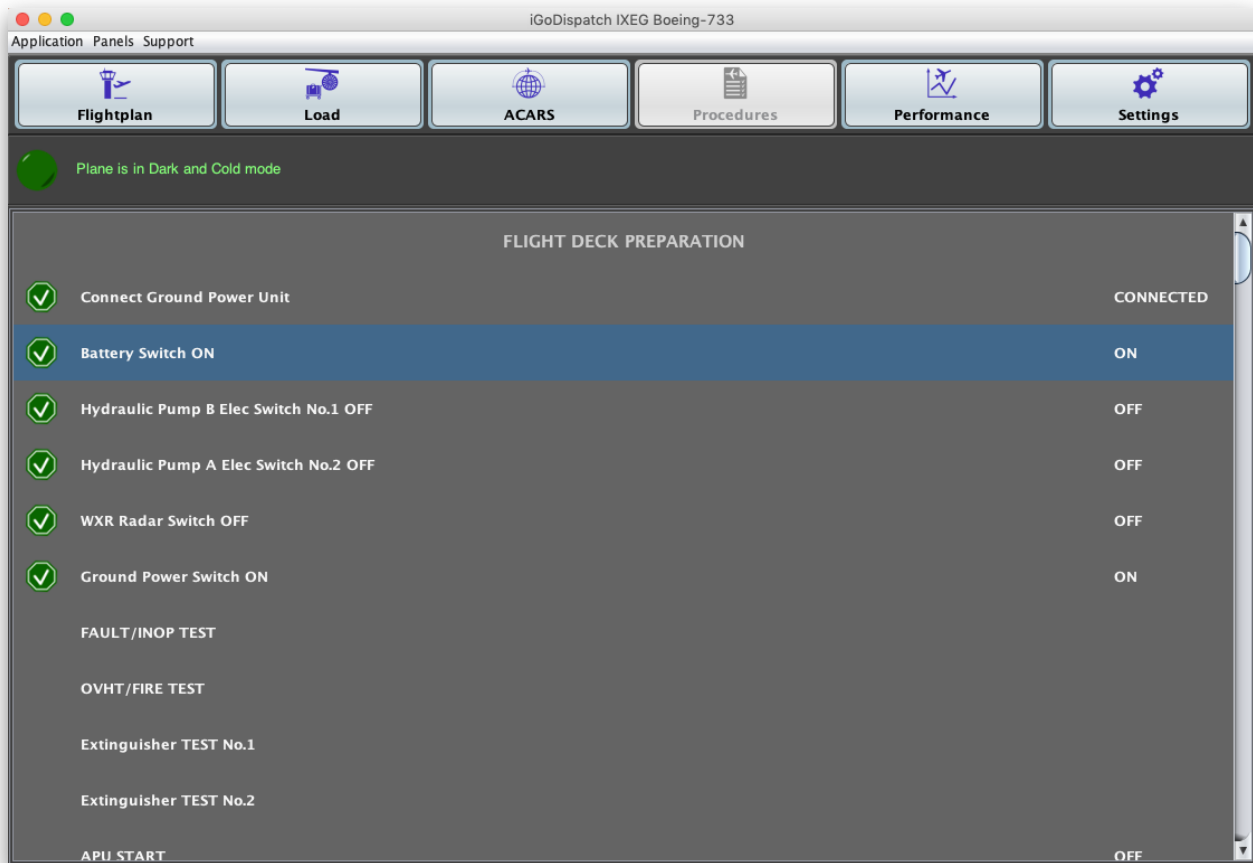 iGoDispatch IXEG Boeing-733
Application Panels Support
Flightplan Load ACARS Procedures Performance Settings
Plane is in Dark and Cold mode
FLIGHT DECK PREPARATION
Connect Ground Power Unit CONNECTED
Battery Switch ON ON
Hydraulic Pump B Elec Switch No.1 OFF OFF
Hydraulic Pump A Elec Switch No.2 OFF OFF
WXR Radar Switch OFF OFF
Ground Power Switch ON ON
FAULT/INOP TEST
OVHT/FIRE TEST
Extinguisher TEST No.1
Extinguisher TEST No.2
APU START OFF